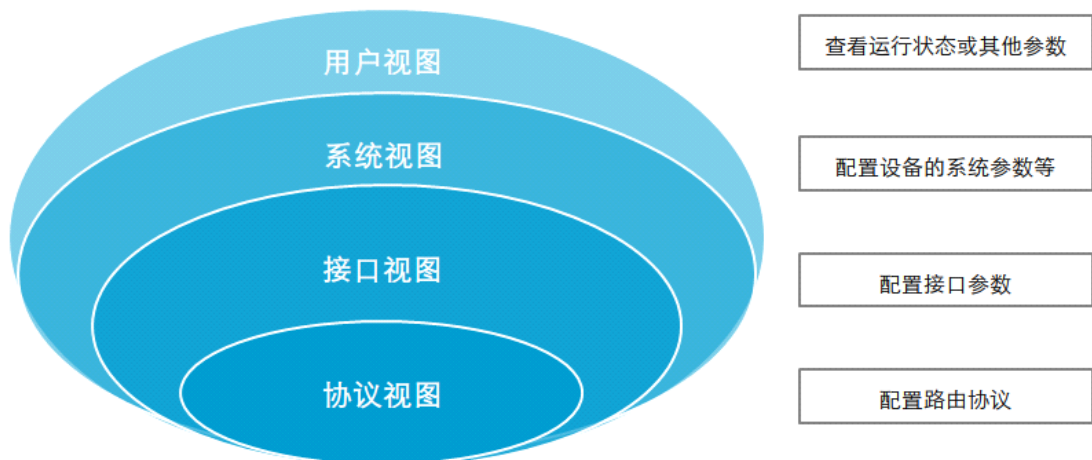 用户视图
查看运行状态或其他参数
系统视图
配置设备的系统参数等
接口视图
配置接口参数
协议视图
配置路由协议